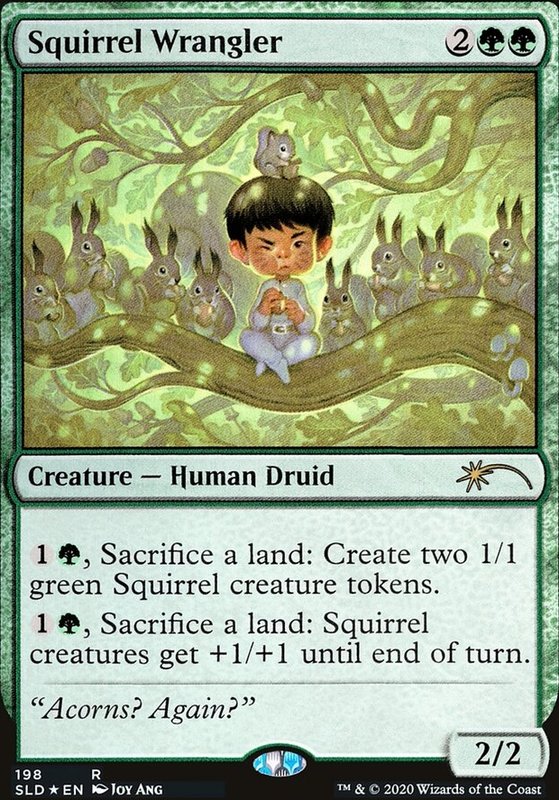 Squirrel Wrangler 2
Creature — Human Druid
1, Sacrifice a land: Create two 1/1
green Squirrel creature tokens.
1, Sacrifice a land: Squirrel
creatures get +1/+1 until end of turn.
“Acorns? Again?”
2/2
198 R
SLD ★ EN Joy Ang
™ & © 2020 Wizards of the Coast